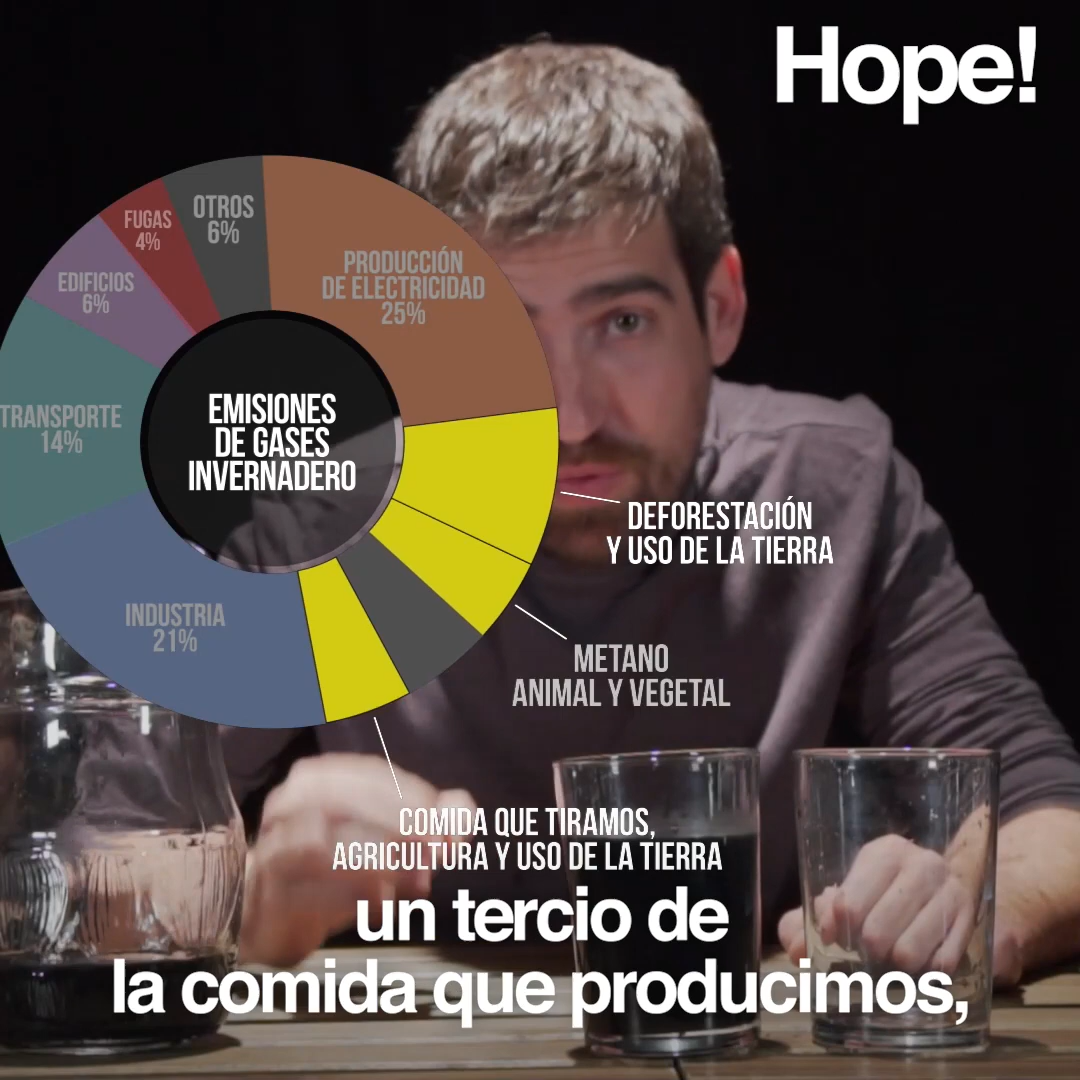 Hope!
OTROS
6%
FUGAS
4%
PRODUCCIÓN
DE ELECTRICIDAD
25%
EDIFICIOS
6%
EMISIONES
DE GASES
INVERNADERO
TRANSPORTE
14%
DEFORESTACIÓN
Y USO DE LA TIERRA
INDUSTRIA
21%
METANO
ANIMAL Y VEGETAL
COMIDA QUE TIRAMOS,
AGRICULTURA Y USO DE LA TIERRA
un tercio de
la comida que producimos,